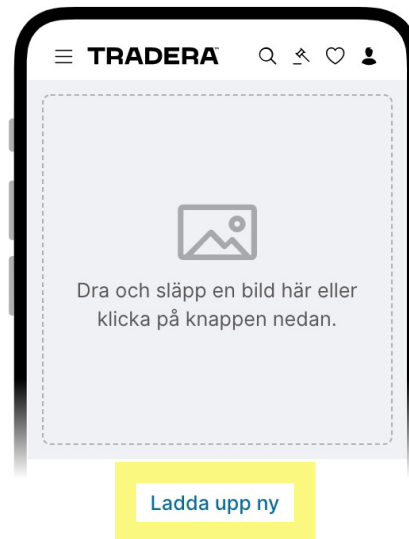 TRADERA
Dra och släpp en bild här eller
klicka på knappen nedan.
Ladda upp ny